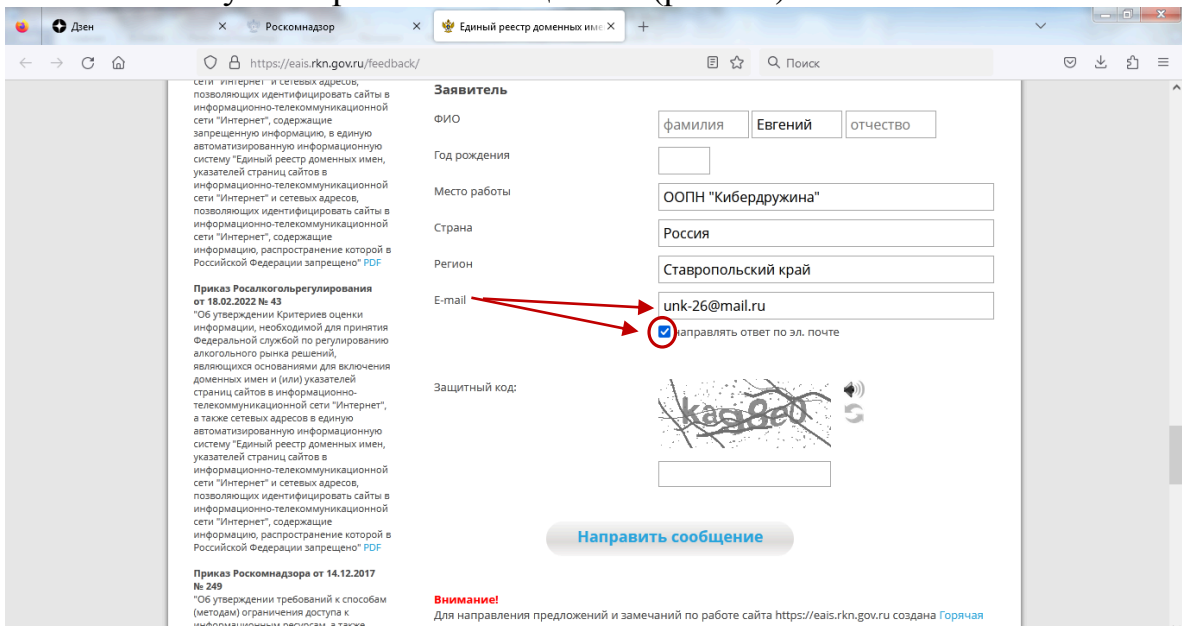 Дзен
Роскомнадзор
Единый реестр доменных име
https://eais.rkn.gov.ru/feedback/
Поиск
сети "Интернет" и сетевых адресов,
позволяющих идентифицировать сайты в
информационно-телекоммуникационной
сети "Интернет", содержащие
запрещенную информацию, в единую
автоматизированную информационную
систему "Единый реестр доменных имен,
указателей страниц сайтов в
информационно-телекоммуникационной
сети "Интернет" и сетевых адресов,
позволяющих идентифицировать сайты в
информационно-телекоммуникационной
сети "Интернет", содержащие
информацию, распространение которой в
Российской Федерации запрещено" PDF
Приказ Росалкогольрегулирования
от 18.02.2022 № 43
"Об утверждении Критериев оценки
информации, необходимой для принятия
Федеральной службой по регулированию
алкогольного рынка решений,
являющихся основаниями для включения
доменных имен и (или) указателей
страниц сайтов в информационно-
телекоммуникационной сети "Интернет",
а также сетевых адресов в единую
автоматизированную информационную
систему "Единый реестр доменных имен,
указателей страниц сайтов в
информационно-телекоммуникационной
сети "Интернет" и сетевых адресов,
позволяющих идентифицировать сайты в
информационно-телекоммуникационной
сети "Интернет", содержащие
информацию, распространение которой в
Российской Федерации запрещено" PDF
Приказ Роскомнадзора от 14.12.2017
№ 249
"Об утверждении требований к способам
(методам) ограничения доступа к
информационным ресурсам, а также
Заявитель
ФИО
фамилия Евгений отчество
Год рождения
Место работы
ООПН "Кибердружина"
Страна
Россия
Регион
Ставропольский край
E-mail
unk-26@mail.ru
направлять ответ по эл. почте
Защитный код:
Направить сообщение
Внимание!
Для направления предложений и замечаний по работе сайта https://eais.rkn.gov.ru создана Горячая